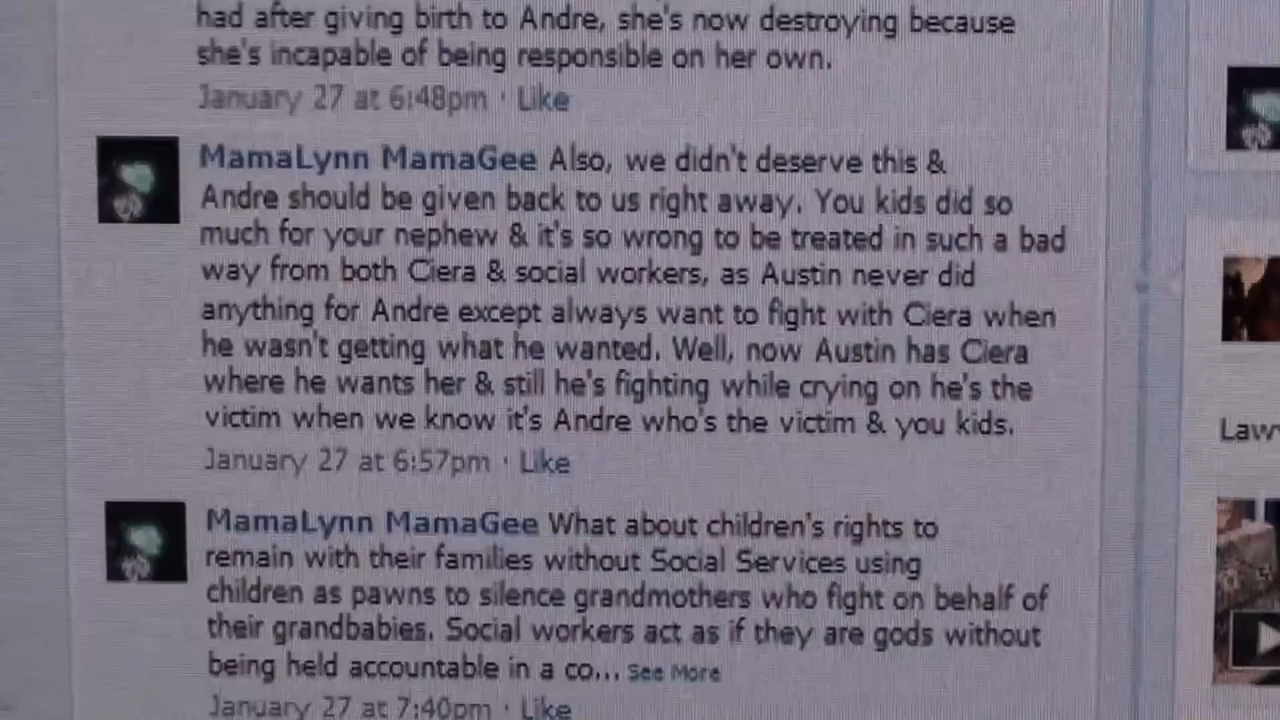 had after giving birth to Andre, she's now destroying because
she's incapable of being responsible on her own.
January 27 at 6:48pm · Like
MamaLynn MamaGee Also, we didn't deserve this &
Andre should be given back to us right away. You kids did so
much for your nephew & it's so wrong to be treated in such a bad
way from both Ciera & social workers, as Austin never did
anything for Andre except always want to fight with Ciera when
he wasn't getting what he wanted. Well, now Austin has Ciera
where he wants her & still he's fighting while crying on he's the
victim when we know it's Andre who's the victim & you kids.
January 27 at 6:57pm · Like
MamaLynn MamaGee What about children's rights to
remain with their families without Social Services using
children as pawns to silence grandmothers who fight on behalf of
their grandbabies. Social workers act as if they are gods without
being held accountable in a co... See More
January 27 at 7:40pm · Like